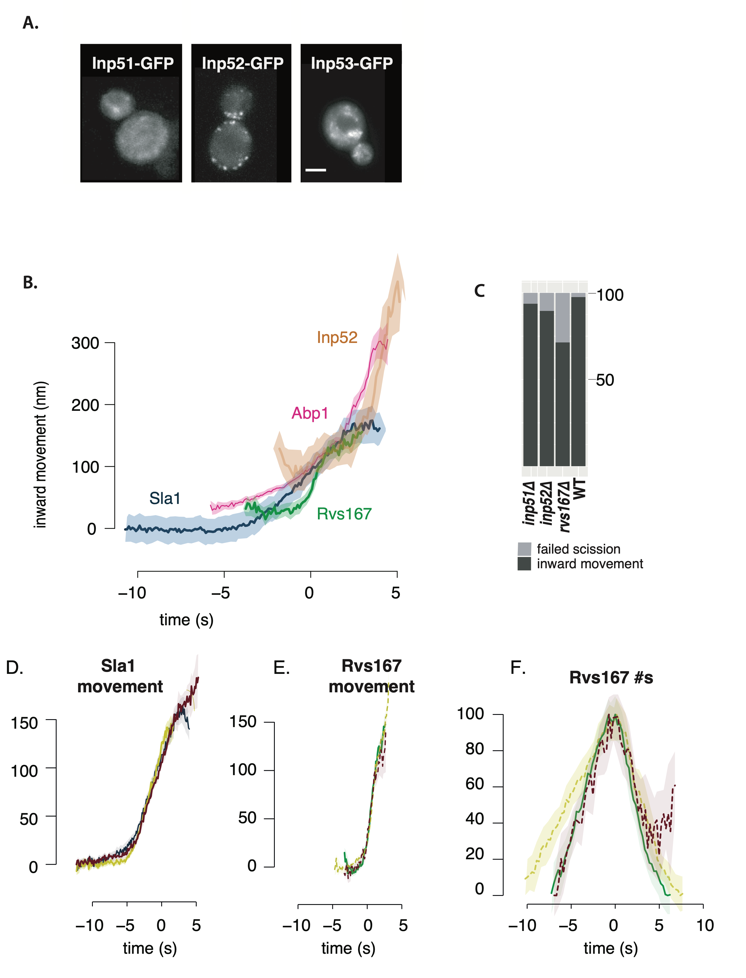 A.
Inp51-GFP Inp52-GFP Inp53-GFP
B.
inward movement (nm)
300
200
100
0
Inp52
Abp1
Sla1
Rvs167
−10 −5 0 5
time (s)
C
100
50
inp51Δ inp52Δ rvs167Δ WT
failed scission
inward movement
D.
Sla1
movement
150
100
50
0
−10 −5 0 5
time (s)
E.
Rvs167
movement
150
100
50
0
−10 −5 0 5
time (s)
F.
Rvs167 #s
100
80
60
40
20
0
−10 −5 0 5 10
time (s)